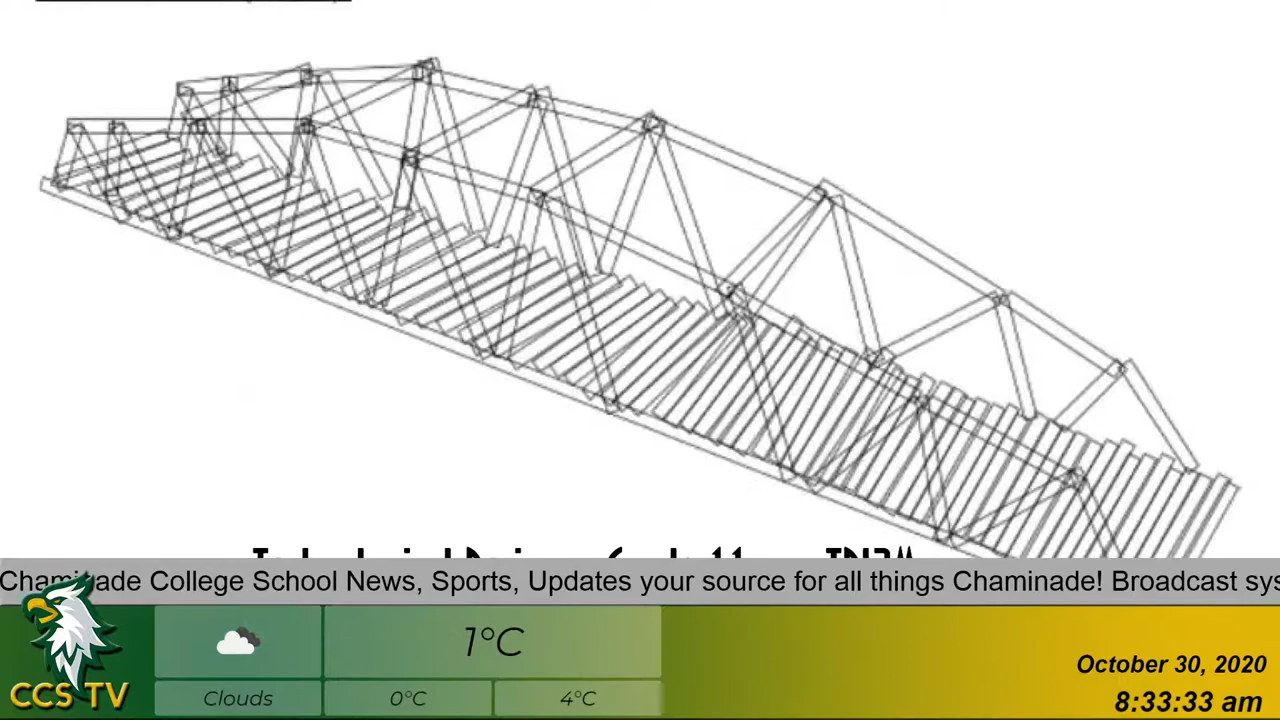 Chaminade College School News, Sports, Updates your source for all things Chaminade! Broadcast sys
1°C
Clouds
0°C
4°C
CCS TV
October 30, 2020
8:33:33 am